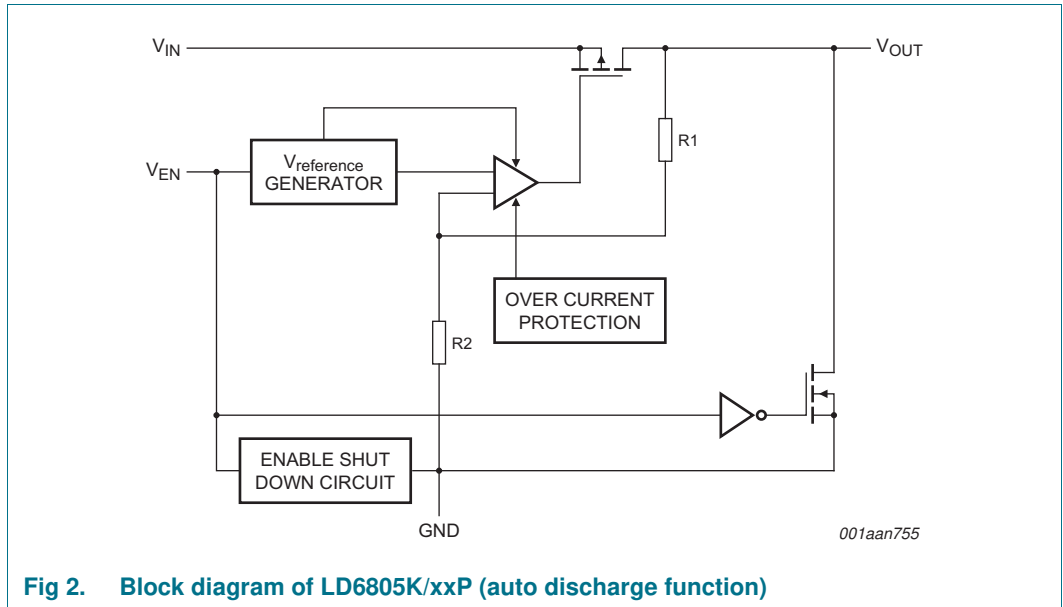 VIN
VOUT
R1
VEN
Vreference
GENERATOR
OVER CURRENT
PROTECTION
R2
ENABLE SHUT
DOWN CIRCUIT
GND
001aan755
Fig 2. Block diagram of LD6805K/xxP (auto discharge function)